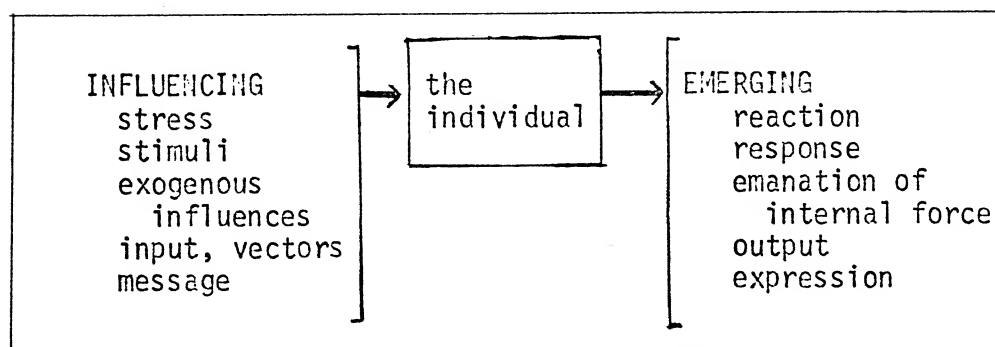 INFLUENCING
stress
stimuli
exogenous
influences
input, vectors
message
the
individual
EMERGING
reaction
response
emanation of
internal force
output
expression